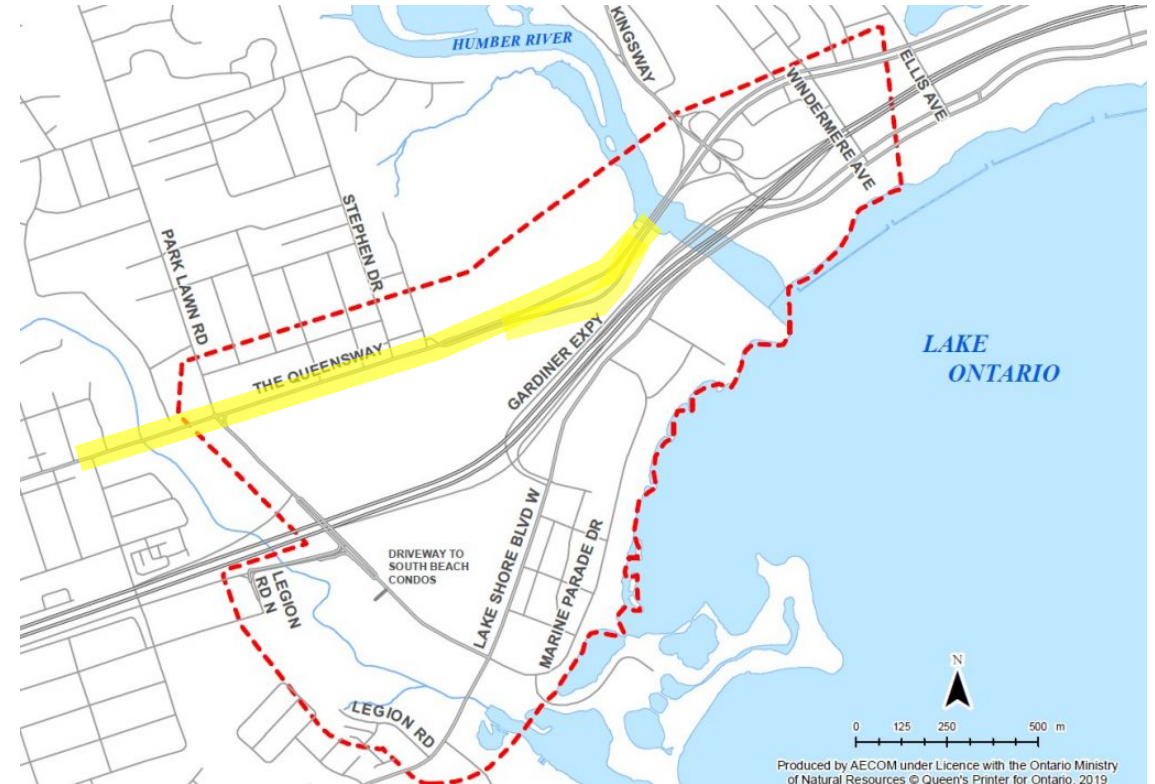 HUMBER RIVER
KINGSWAY
ELLIS AVE
WINDERMERE AVE
STEPHEN DR
PARK LAWN RD
THE QUEENSWAY
GARDINER EXPY
LAKE
ONTARIO
DRIVEWAY TO
SOUTH BEACH
CONDOS
LEGION
RD N
LAKE SHORE BLVD W
MARINE PARADE DR
LEGION RD
N
0 125 250 500 m
Produced by AECOM under Licence with the Ontario Ministry
of Natural Resources © Queen's Printer for Ontario, 2019